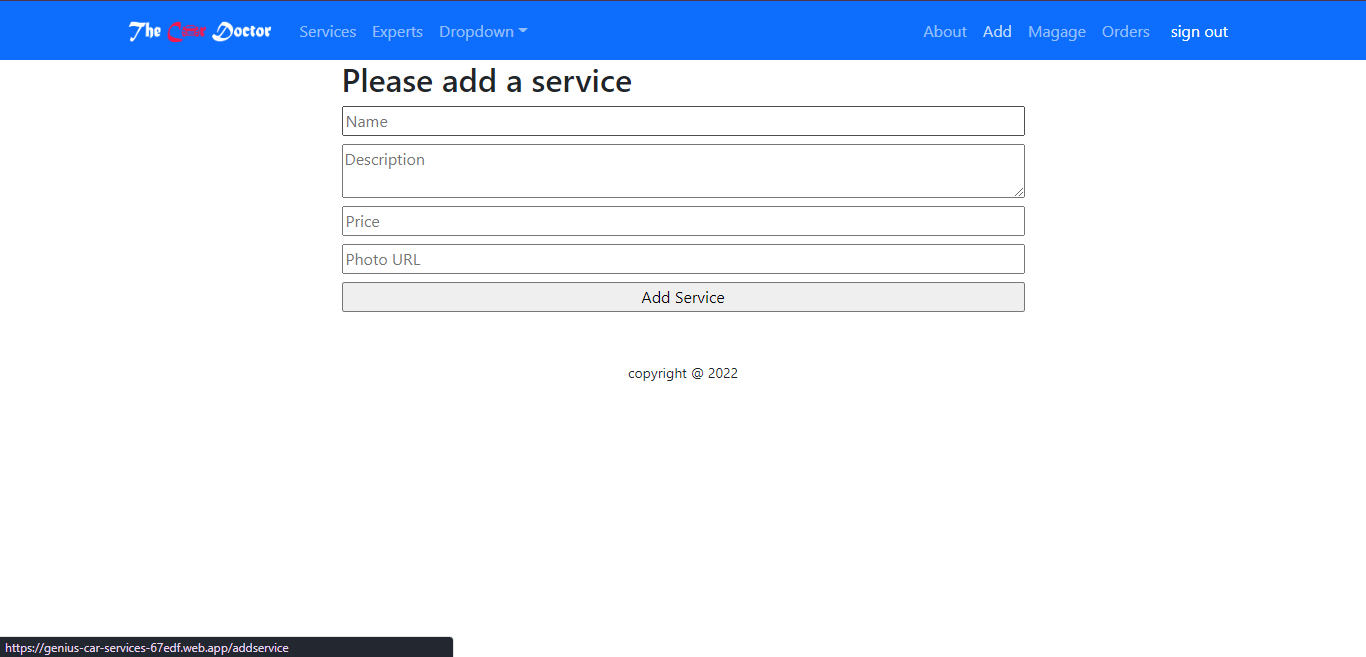 The Care Doctor Services Experts Dropdown About Add Magage Orders sign out
Please add a service
Name
Description
Price
Photo URL
Add Service
copyright @ 2022
https://genius-car-services-67edf.web.app/addservice